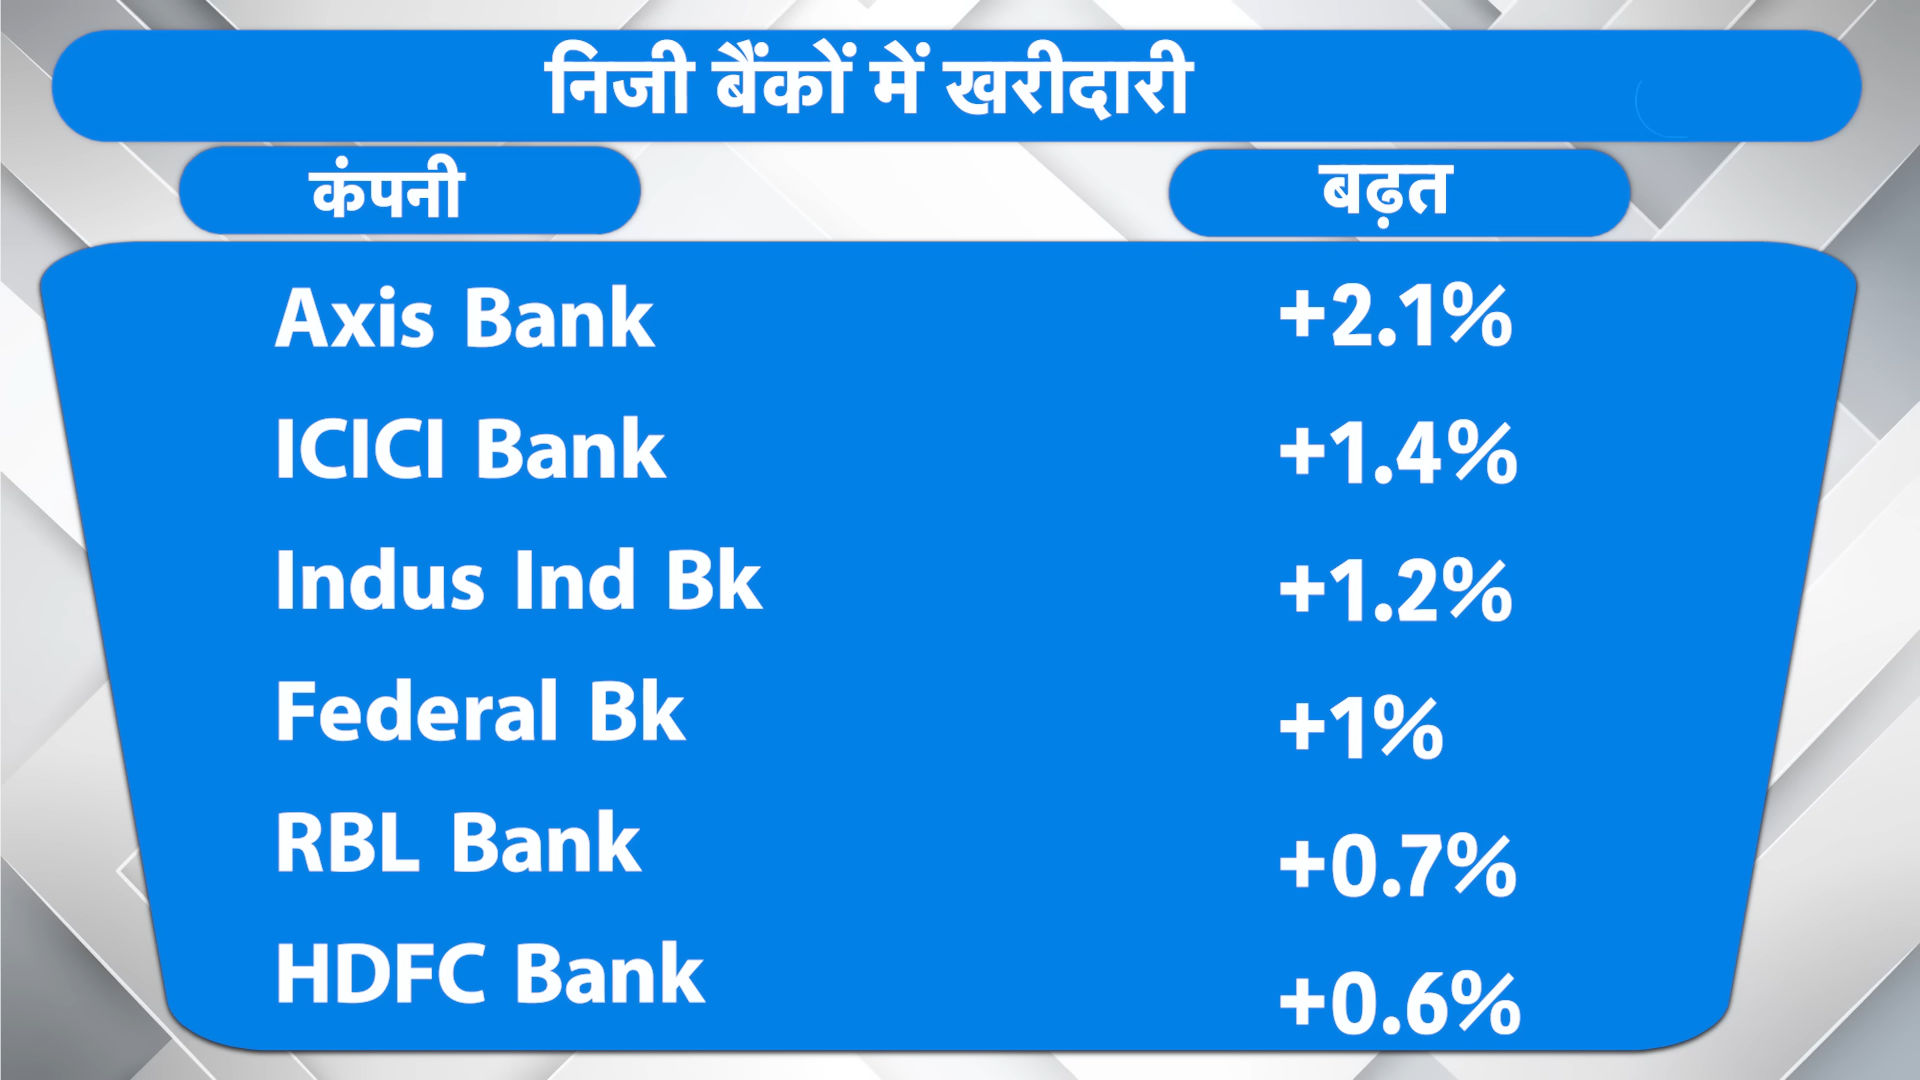 निजी बैंकों में खरीदारी
कंपनी बढ़त
Axis Bank +2.1%
ICICI Bank +1.4%
Indus Ind Bk +1.2%
Federal Bk +1%
RBL Bank +0.7%
HDFC Bank +0.6%